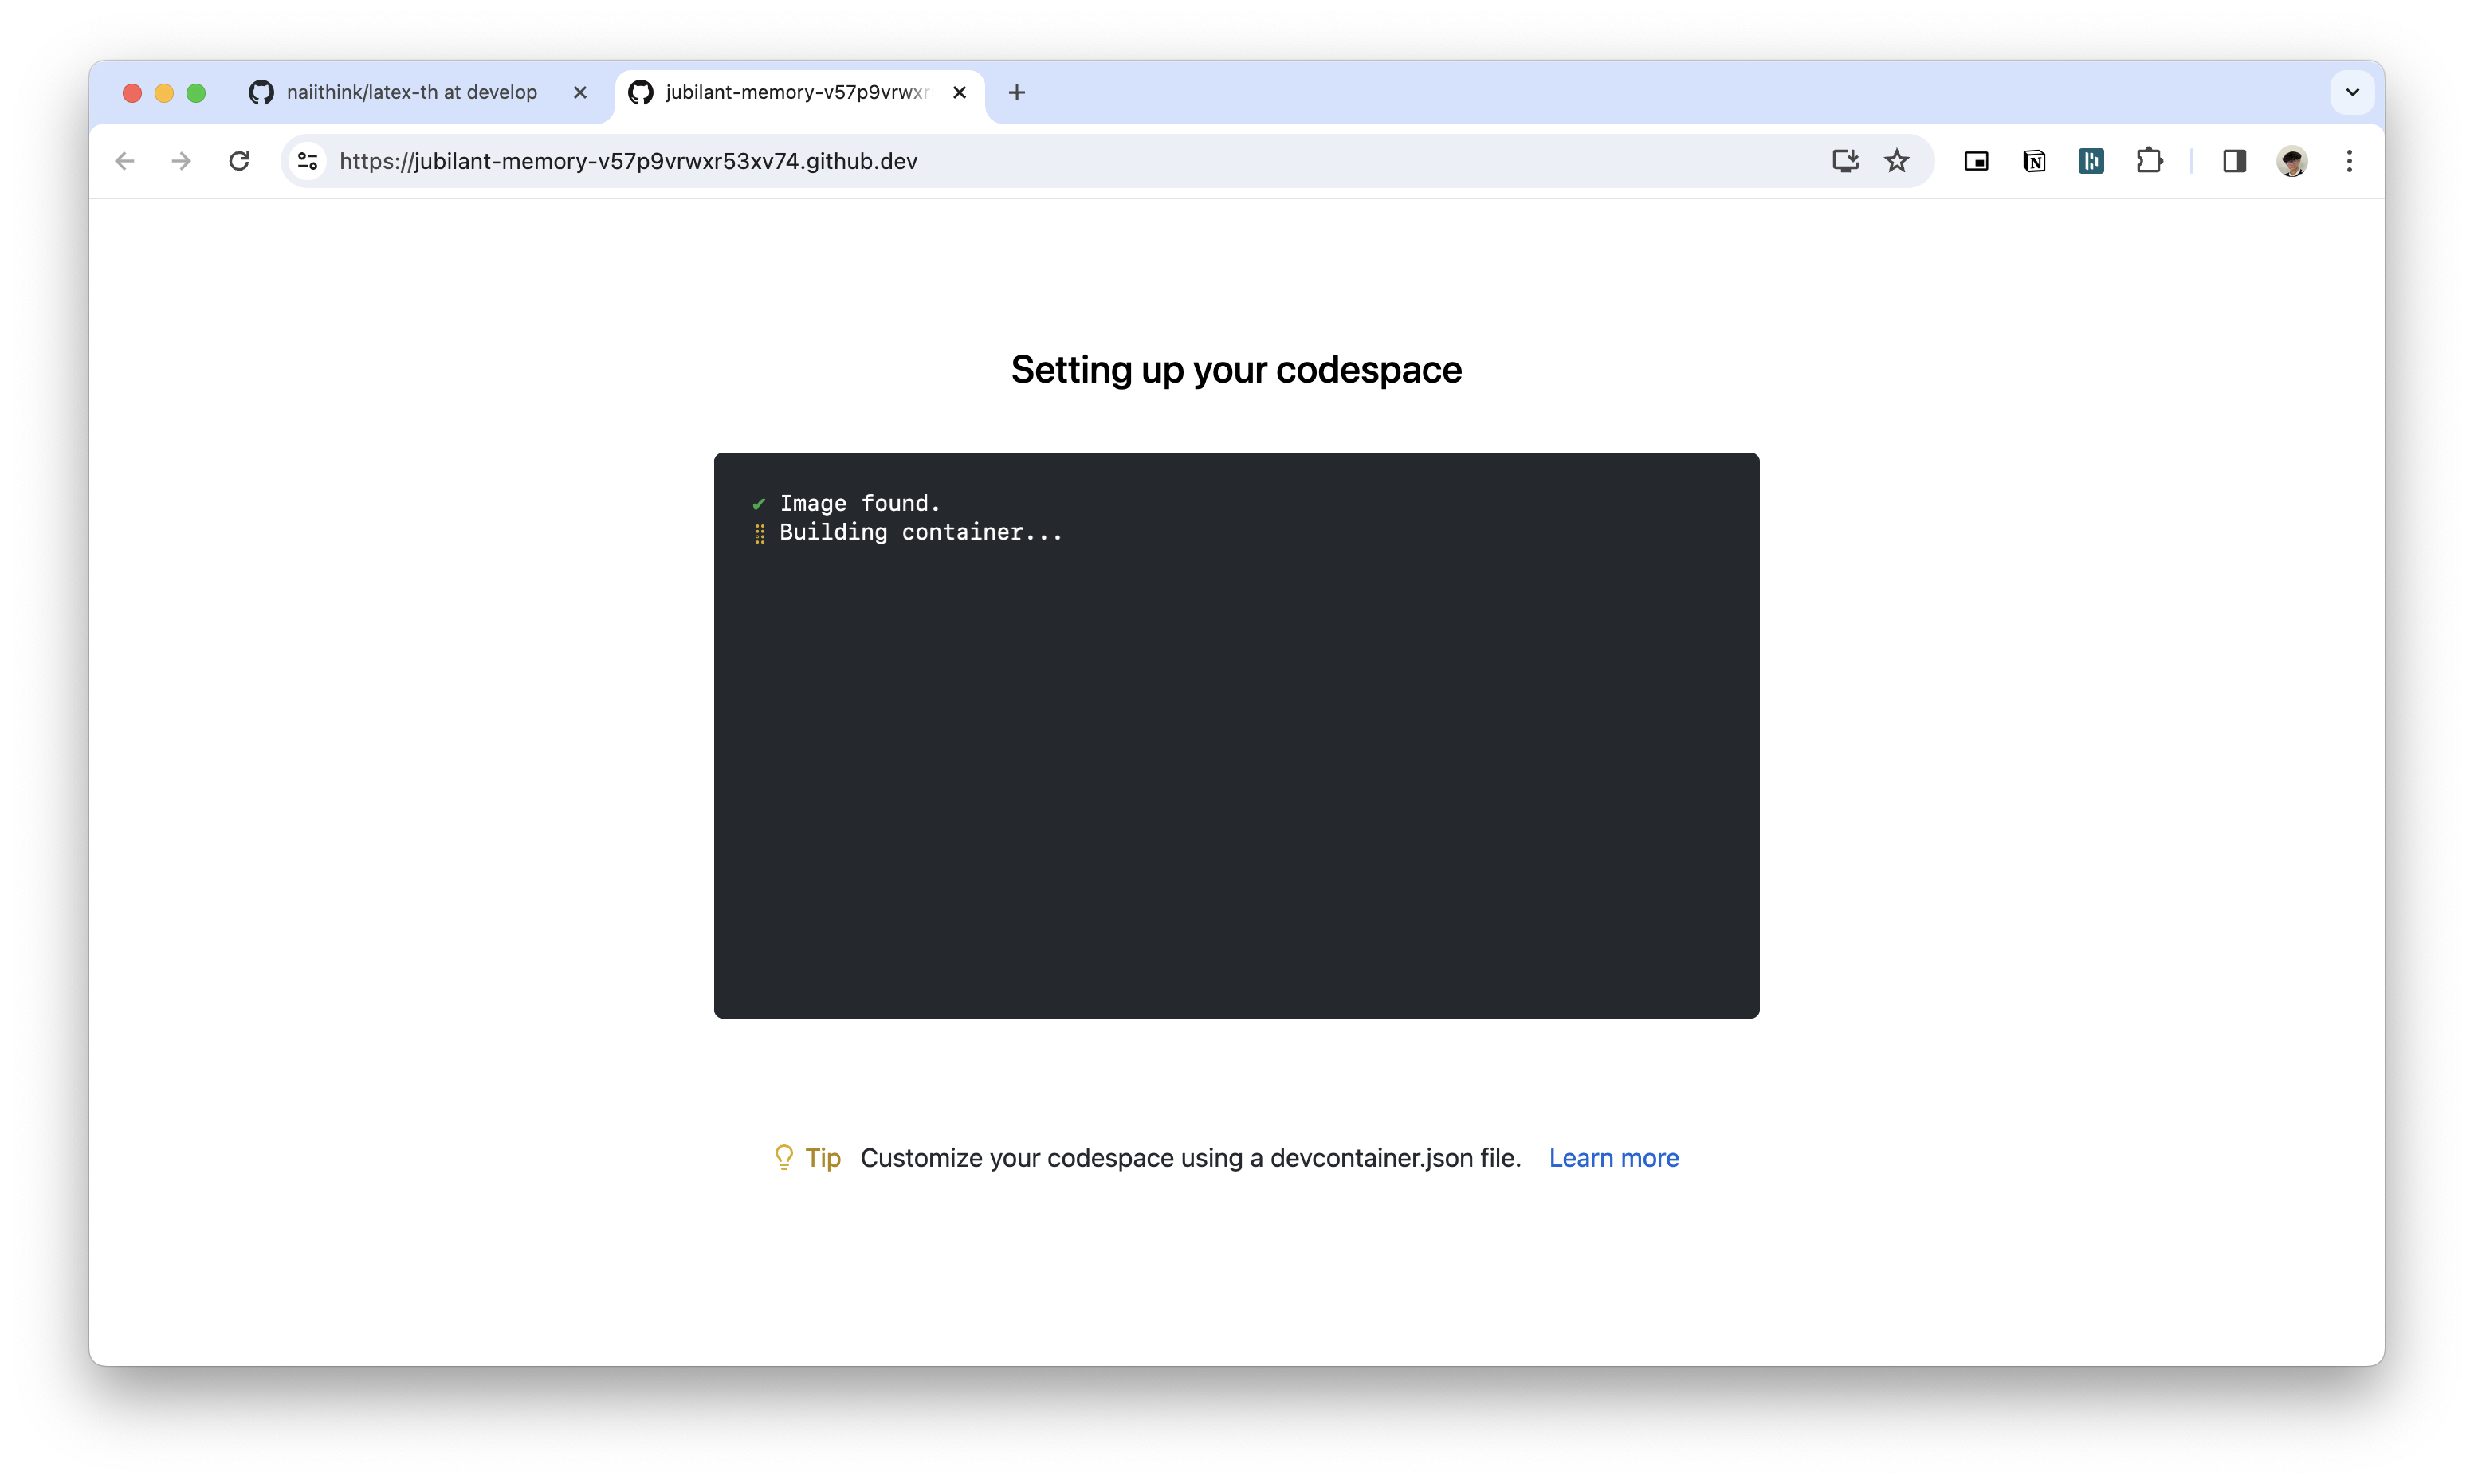 naiithink/latex-th at develop
jubilant-memory-v57p9vrwxr
https://jubilant-memory-v57p9vrwxr53xv74.github.dev
Setting up your codespace
✔ Image found.
⣿ Building container...
Tip Customize your codespace using a devcontainer.json file. Learn more